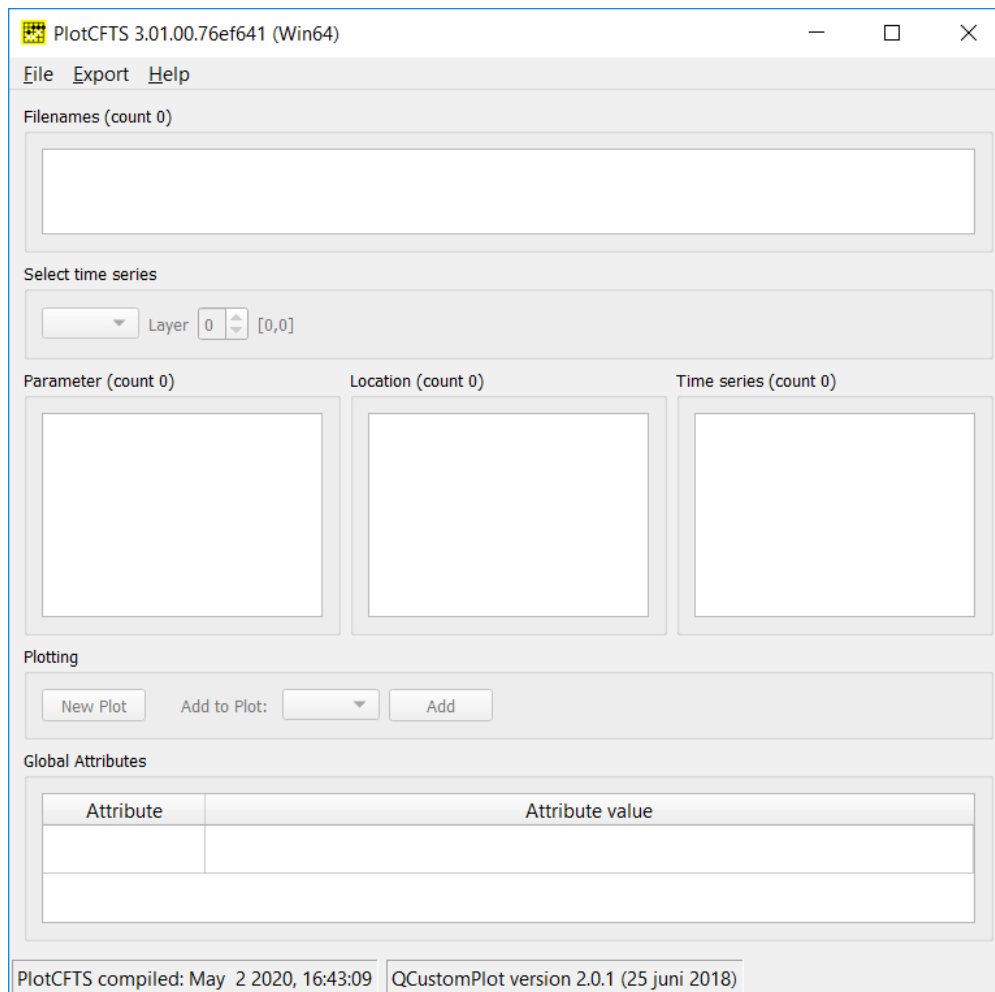 PlotCFTS 3.01.00.76ef641 (Win64)
File Export Help
Filenames (count 0)
Select time series
Layer 0 [0,0]
Parameter (count 0) Location (count 0) Time series (count 0)
Plotting
New Plot Add to Plot: Add
Global Attributes
Attribute Attribute value
PlotCFTS compiled: May  2 2020, 16:43:09 QCustomPlot version 2.0.1 (25 juni 2018)